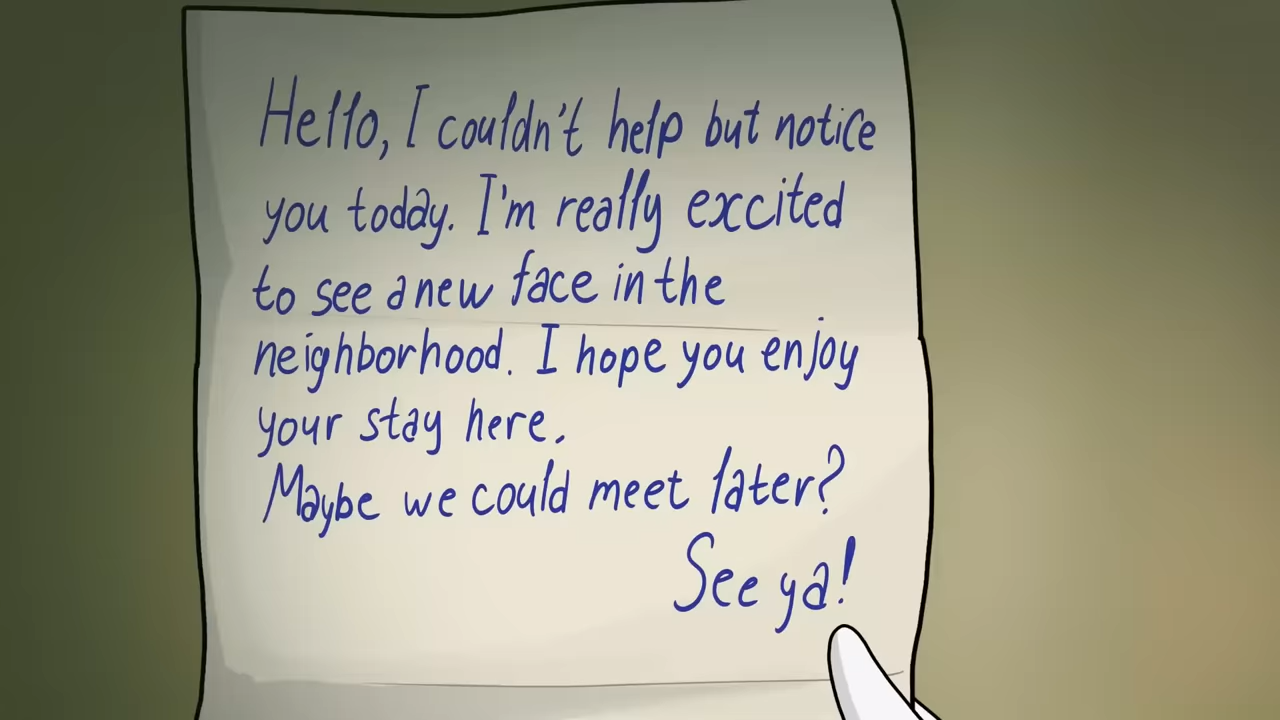 Hello, I couldn't help but notice
you today. I'm really excited
to see a new face in the
neighborhood. I hope you enjoy
your stay here.
Maybe we could meet later?
See ya!